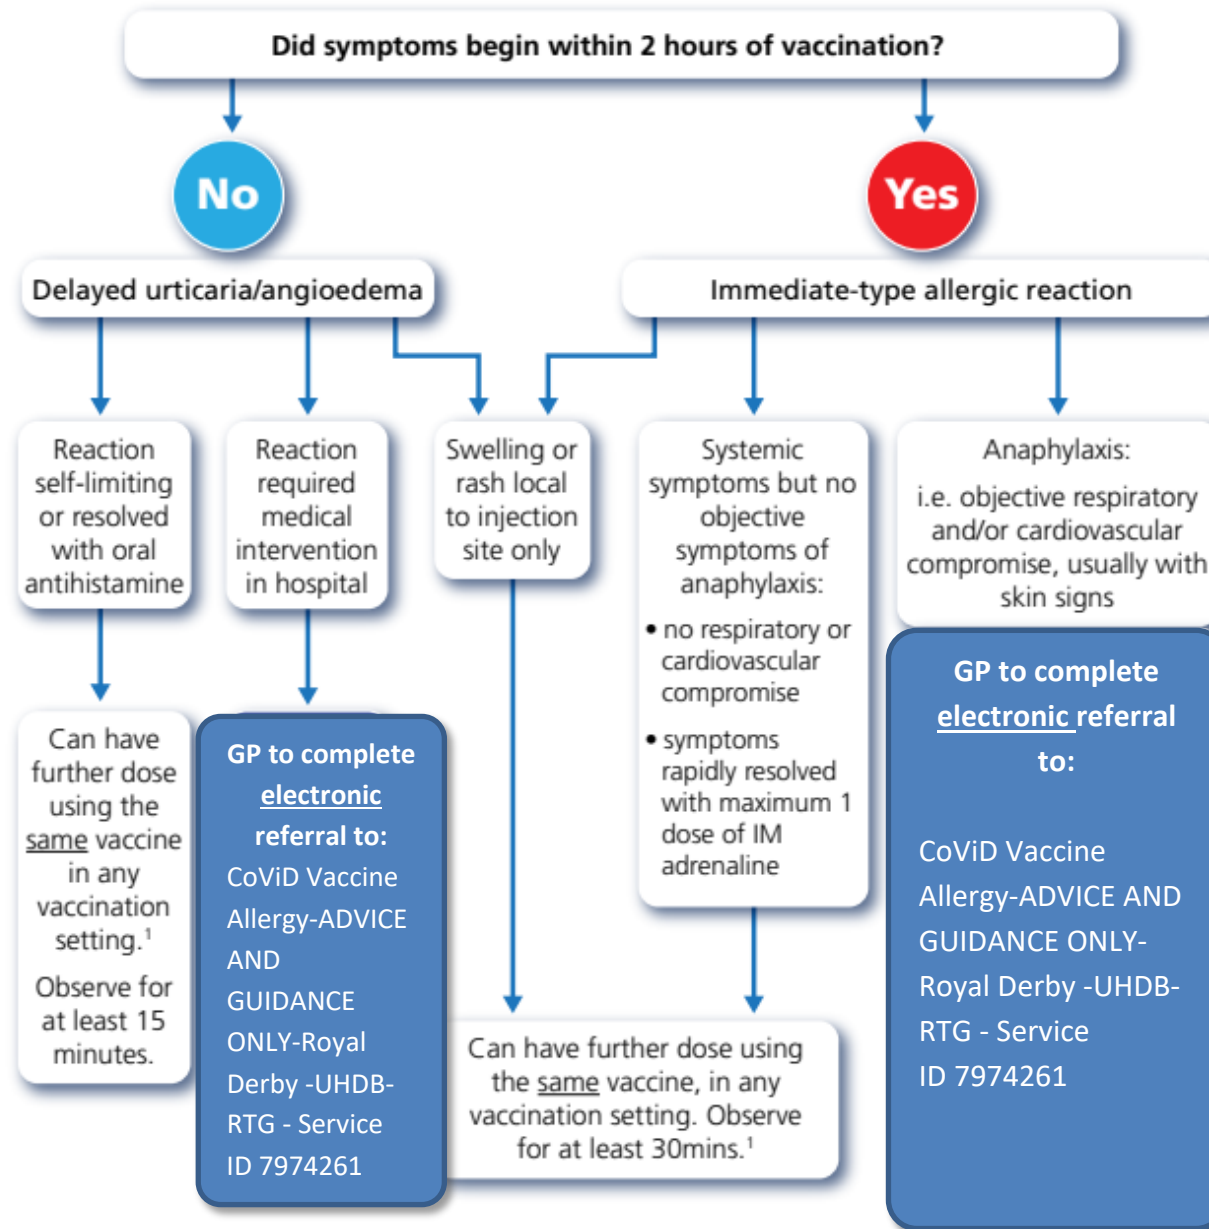 Did symptoms begin within 2 hours of vaccination?
No
Yes
Delayed urticaria/angioedema
Immediate-type allergic reaction
Reaction
self-limiting
or resolved
with oral
antihistamine
Reaction
required
medical
intervention
in hospital
Swelling or
rash local
to injection
site only
Systemic
symptoms but no
objective
symptoms of
anaphylaxis:
• no respiratory or
cardiovascular
compromise
• symptoms
rapidly resolved
with maximum 1
dose of IM
adrenaline
Anaphylaxis:
i.e. objective respiratory
and/or cardiovascular
compromise, usually with
skin signs
Can have
further dose
using the
same vaccine
in any
vaccination
setting.¹
Observe for
at least 15
minutes.
GP to complete
electronic
referral to:
CoViD Vaccine
Allergy-ADVICE
AND
GUIDANCE
ONLY-Royal
Derby -UHDB-
RTG - Service
ID 7974261
Can have further dose using
the same vaccine, in any
vaccination setting. Observe
for at least 30mins.¹
GP to complete
electronic referral
to:
CoViD Vaccine
Allergy-ADVICE AND
GUIDANCE ONLY-
Royal Derby -UHDB-
RTG - Service
ID 7974261